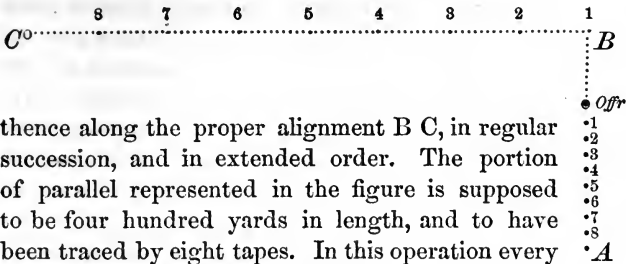 8 7 6 5 4 3 2 1
C B
Offr
thence along the proper alignment B C, in regular •1
•2
succession, and in extended order. The portion •3
•4
of parallel represented in the figure is supposed •5
•6
to be four hundred yards in length, and to have •7
•8
been traced by eight tapes. In this operation every •A